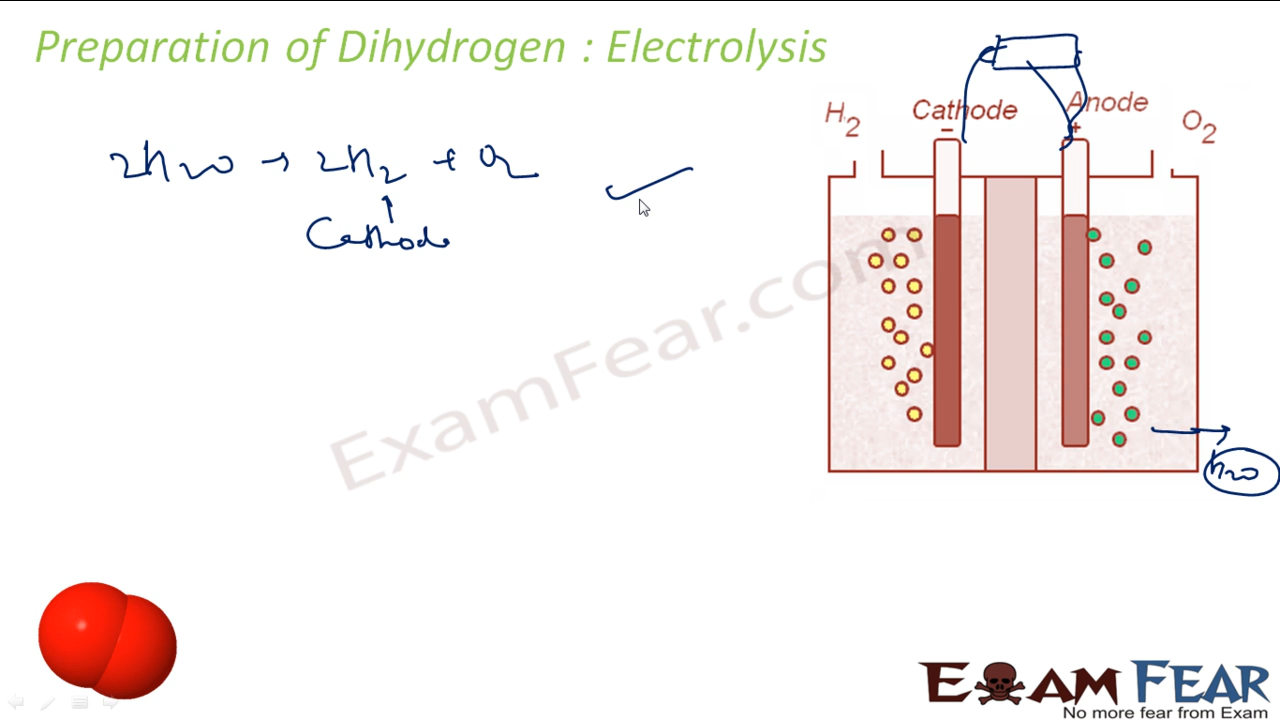 Preparation of Dihydrogen : Electrolysis
2H2O → 2H2 + O2
↑
Cathode
H2
Cathode
−
Anode
+
O2
H2O
ExamFear.com
EXAM FEAR
No more fear from Exam